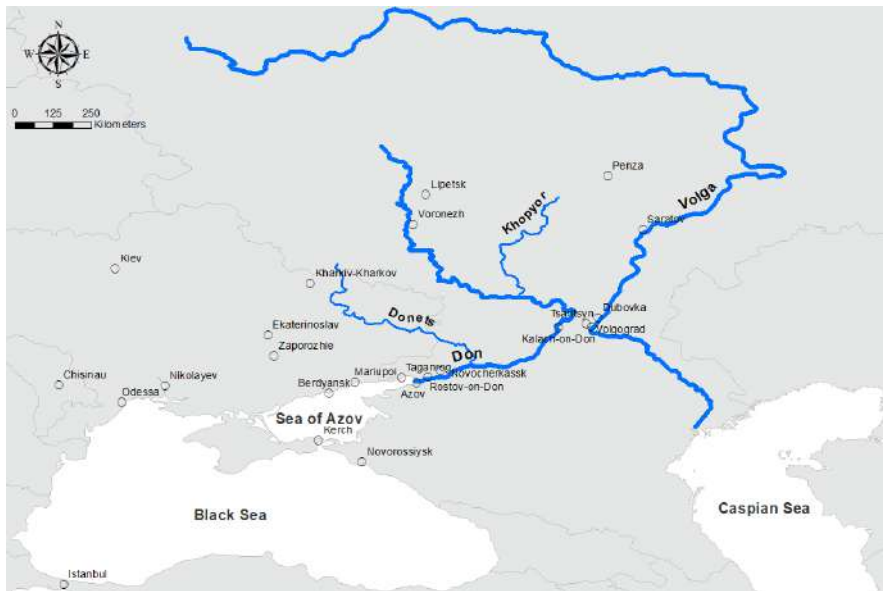 N
W
E
S
0
125
250
Kilometers
Penza
Lipetsk
Khopyor
Volga
Voronezh
Saratov
Kiev
Kharkiv-Kharkov
Donets
Dubovka
Tsaritsyn
Volgograd
Ekaterinoslav
Kalach-on-Don
Zaporozhie
Don
Chisinau
Nikolayev
Mariupol
Taganrog
Novocherkassk
Berdyansk
Rostov-on-Don
Odessa
Azov
Sea of Azov
Kerch
Novorossiysk
Black Sea
Caspian Sea
Istanbul